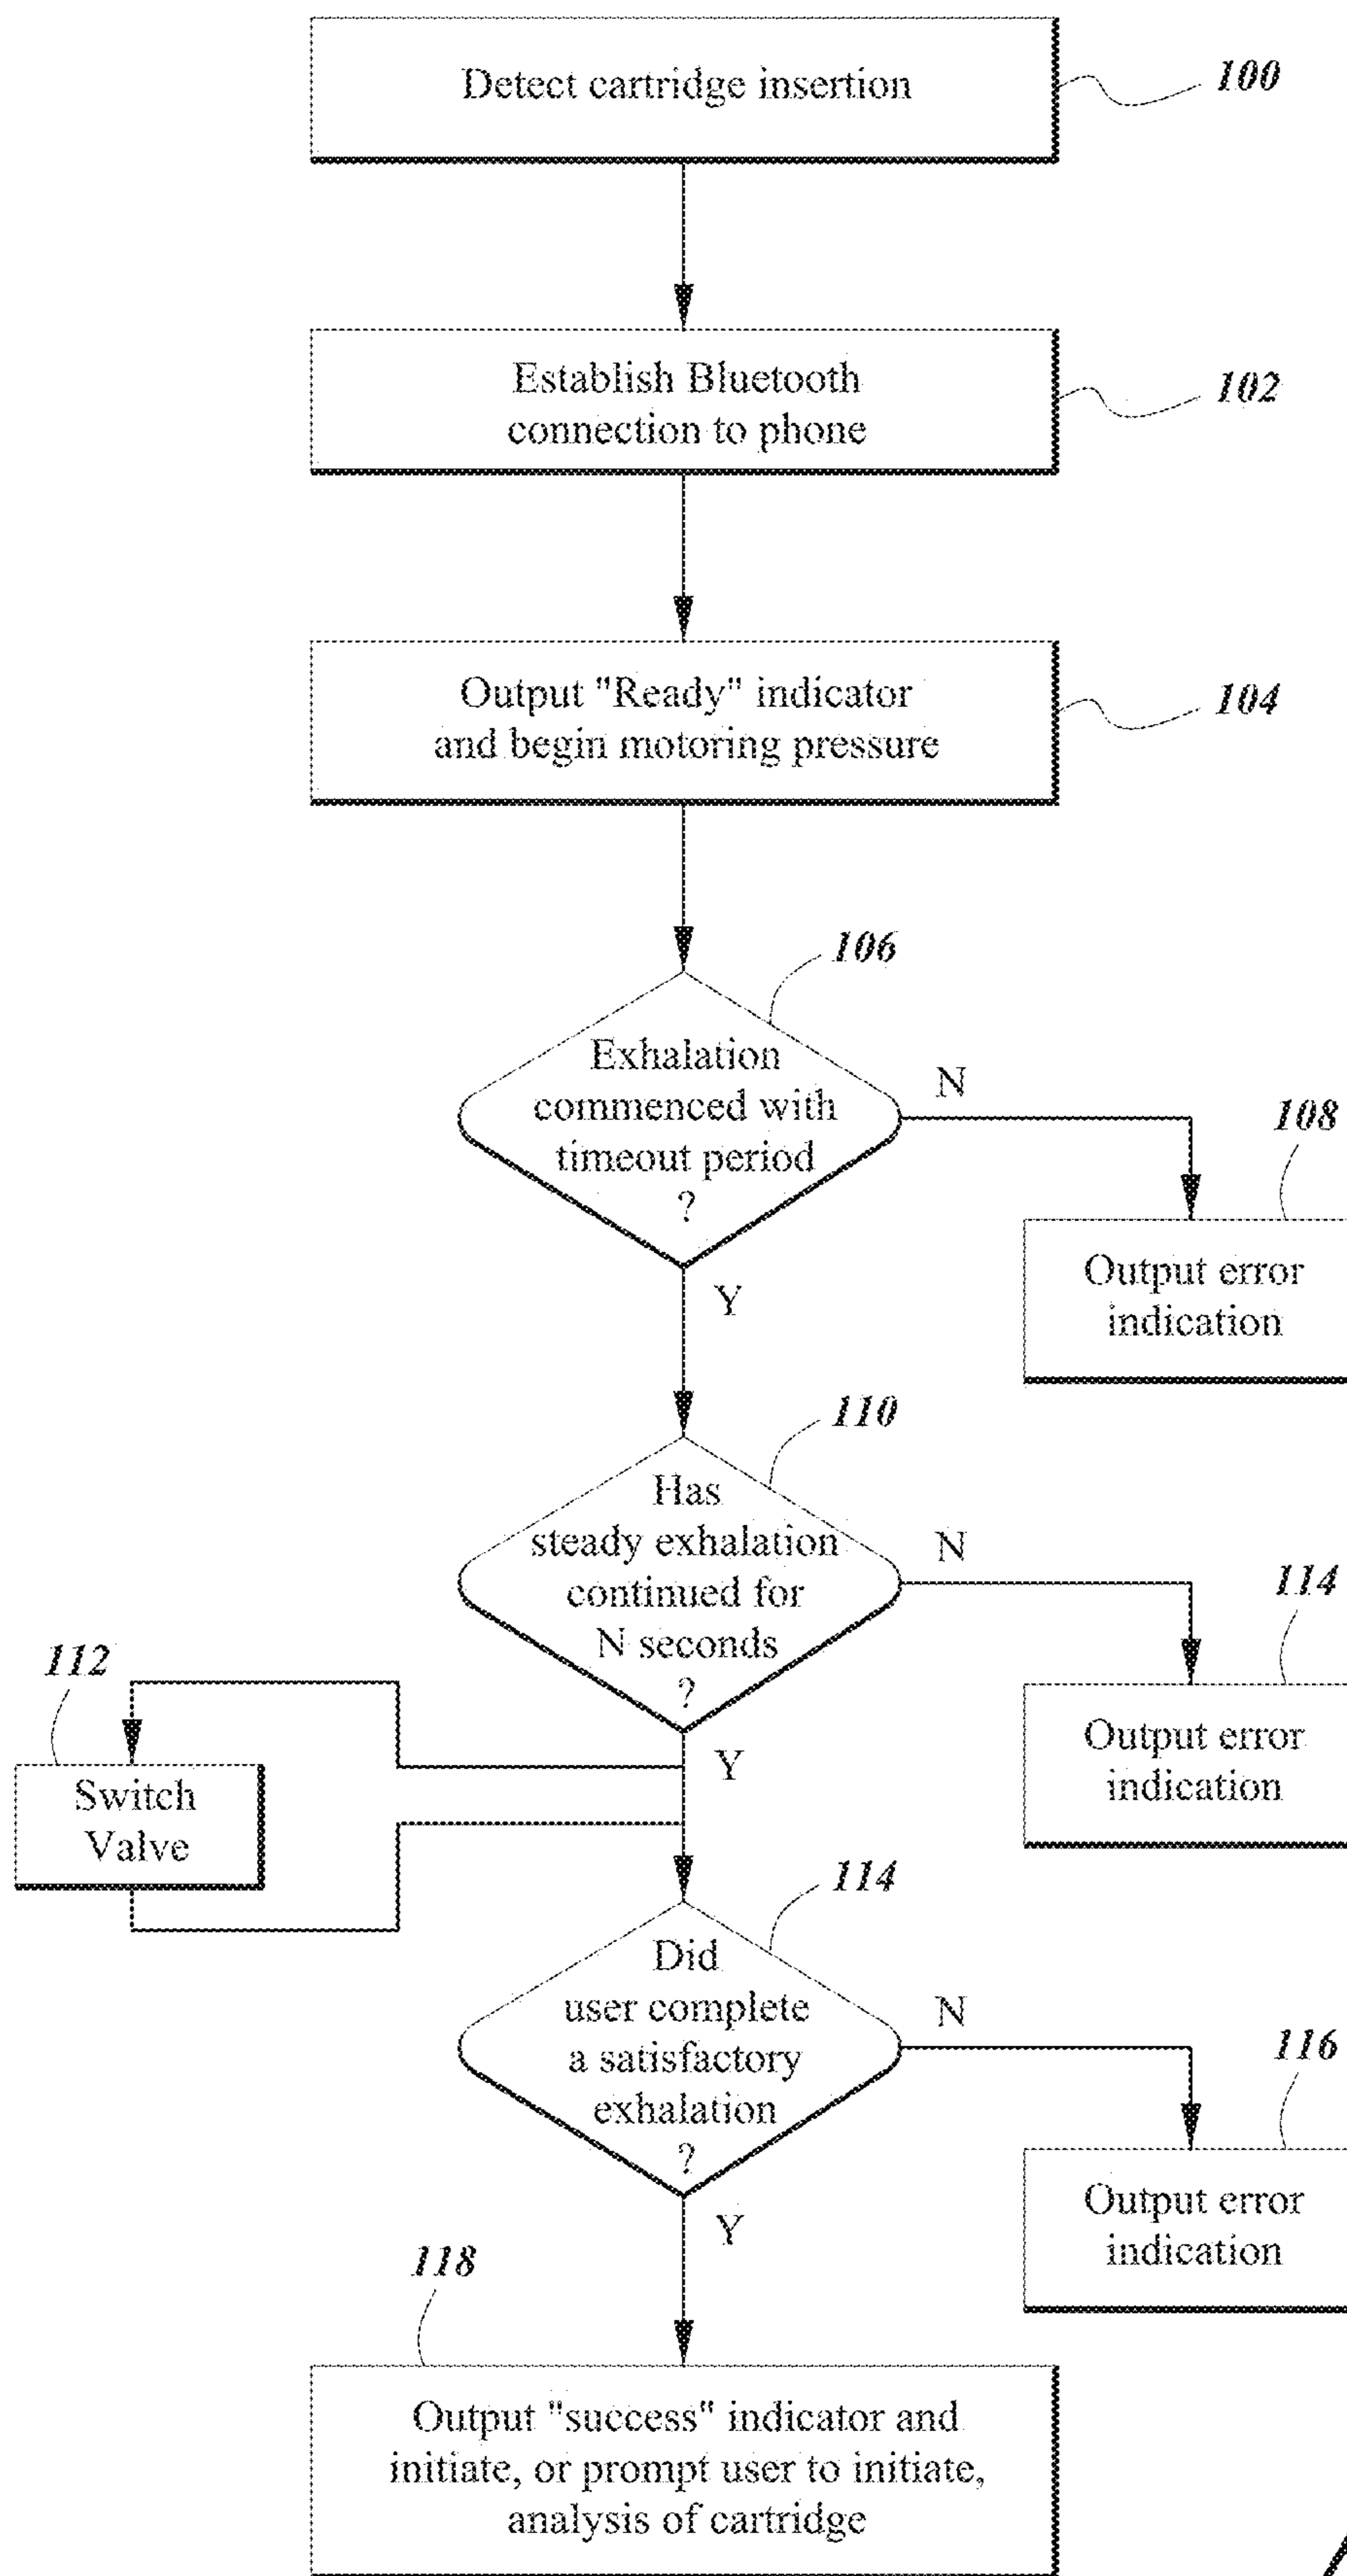 Detect cartridge insertion
100
Establish Bluetooth
connection to phone
102
Output "Ready" indicator
and begin motoring pressure
104
106
Exhalation
commenced with
timeout period
?
N
Y
108
Output error
indication
110
Has
steady exhalation
continued for
N seconds
?
N
Y
114
Output error
indication
112
Switch
Valve
114
Did
user complete
a satisfactory
exhalation
?
N
Y
116
Output error
indication
118
Output "success" indicator and
initiate, or prompt user to initiate,
analysis of cartridge